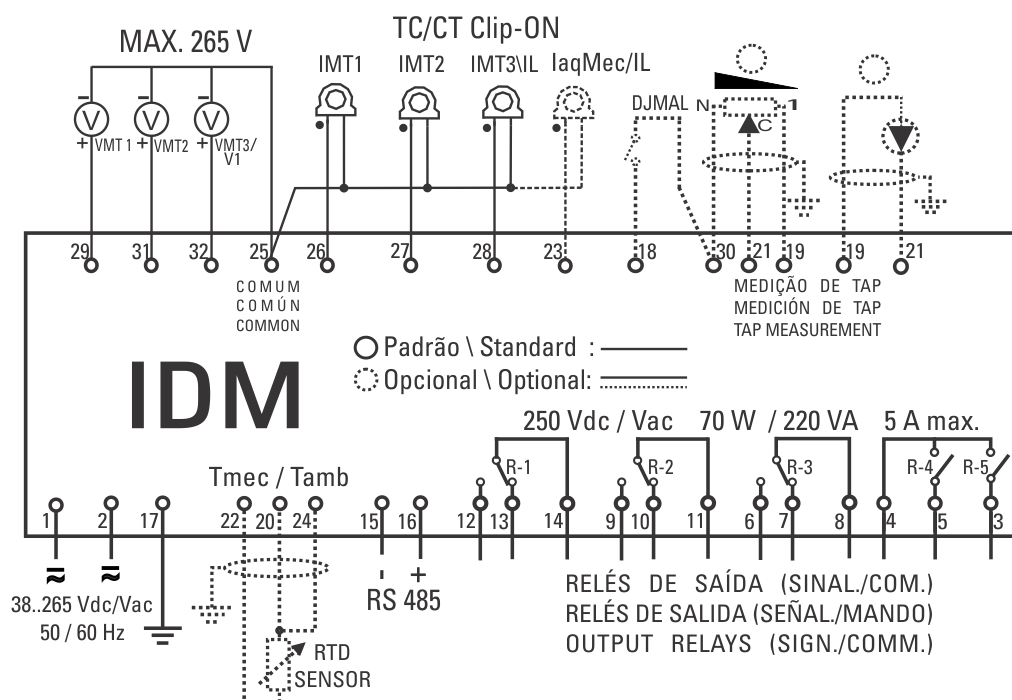 MAX. 265 V
TC/CT Clip-ON
IMT1
IMT2
IMT3\IL
IaqMec/IL
DJMAL
N
1
C
- - -
V V V
+ VMT 1 + VMT2 + VMT3/
V1
29 31 32 25 26 27 28 23 18 30 21 19 19 21
COMUM
COMÚN
COMMON
MEDIÇÃO DE TAP
MEDICIÓN DE TAP
TAP MEASUREMENT
Padrão \ Standard :
Opcional \ Optional:
IDM
250 Vdc / Vac 70 W / 220 VA 5 A max.
R-1 R-2 R-3 R-4 R-5
Tmec / Tamb
1 2 17 22 20 24 15 16 12 13 14 9 10 11 6 7 8 4 5 3
- +
38..265 Vdc/Vac
50 / 60 Hz
RS 485
RELÉS DE SAÍDA (SINAL./COM.)
RELÉS DE SALIDA (SEÑAL./MANDO)
OUTPUT RELAYS (SIGN./COMM.)
RTD
SENSOR